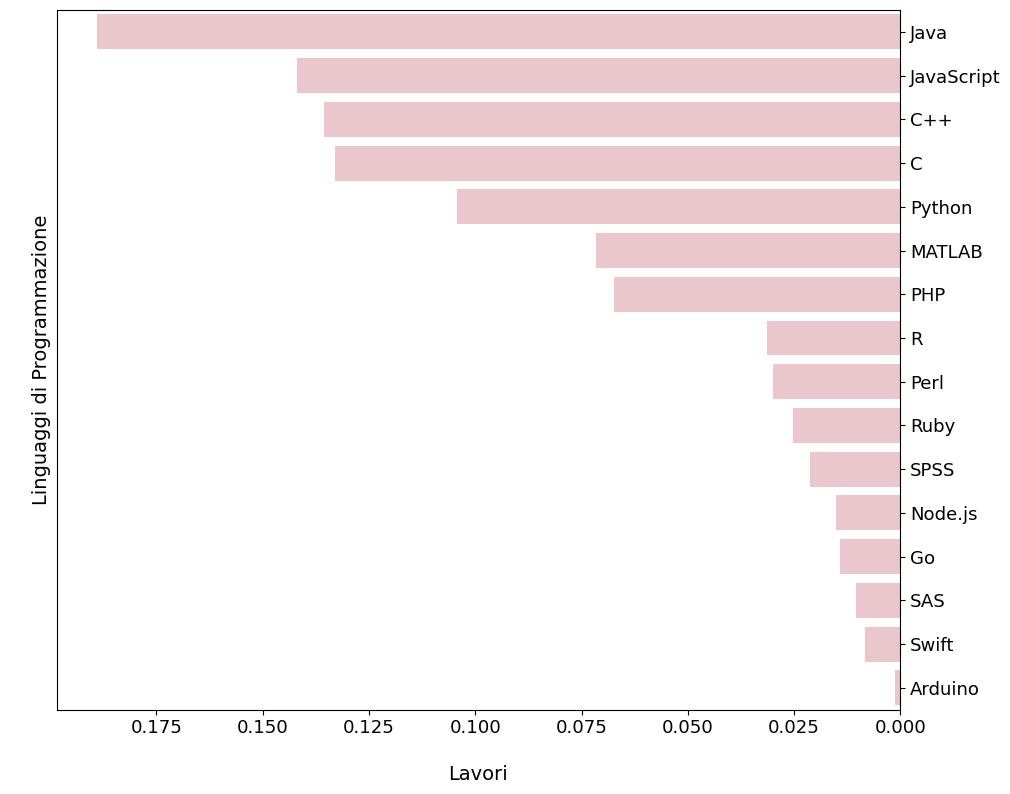 Linguaggi di Programmazione
Java
JavaScript
C++
C
Python
MATLAB
PHP
R
Perl
Ruby
SPSS
Node.js
Go
SAS
Swift
Arduino
0.175 0.150 0.125 0.100 0.075 0.050 0.025 0.000
Lavori